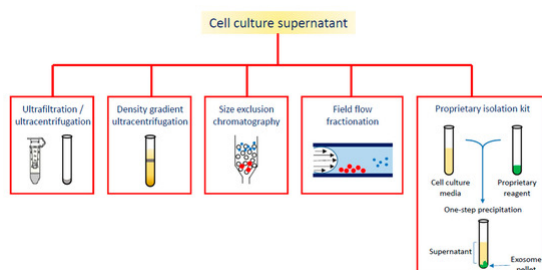 Cell culture supernatant
Ultrafiltration /
ultracentrifugation
Density gradient
ultracentrifugation
Size exclusion
chromatography
Field flow
fractionation
Proprietary isolation kit
Cell culture
media
Proprietary
reagent
One-step precipitation
Supernatant
Exosome
pellet